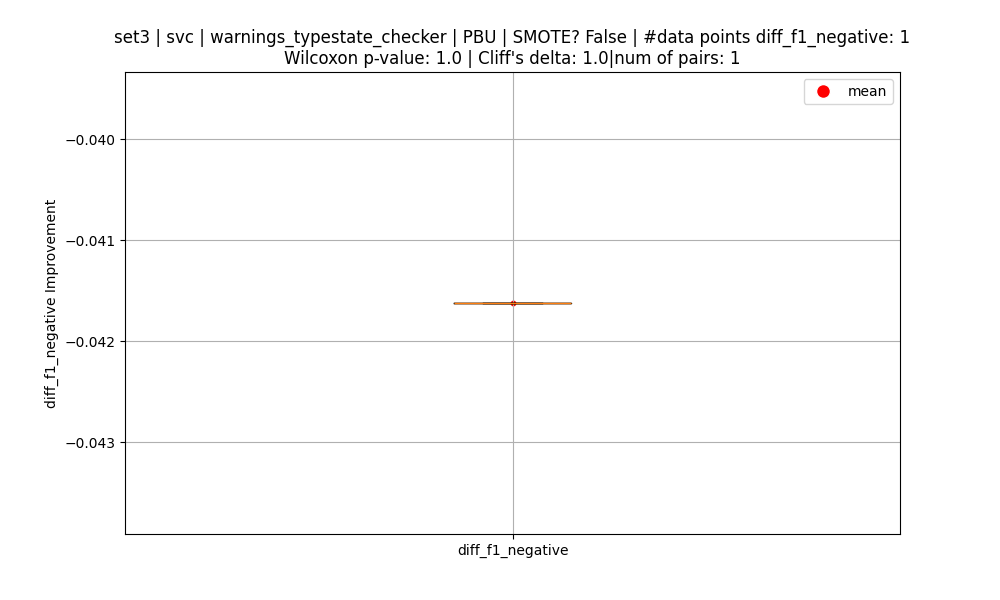 set3 | svc | warnings_typestate_checker | PBU | SMOTE? False | #data points diff_f1_negative: 1
Wilcoxon p-value: 1.0 | Cliff's delta: 1.0|num of pairs: 1
mean
−0.040
−0.041
−0.042
−0.043
diff_f1_negative Improvement
diff_f1_negative